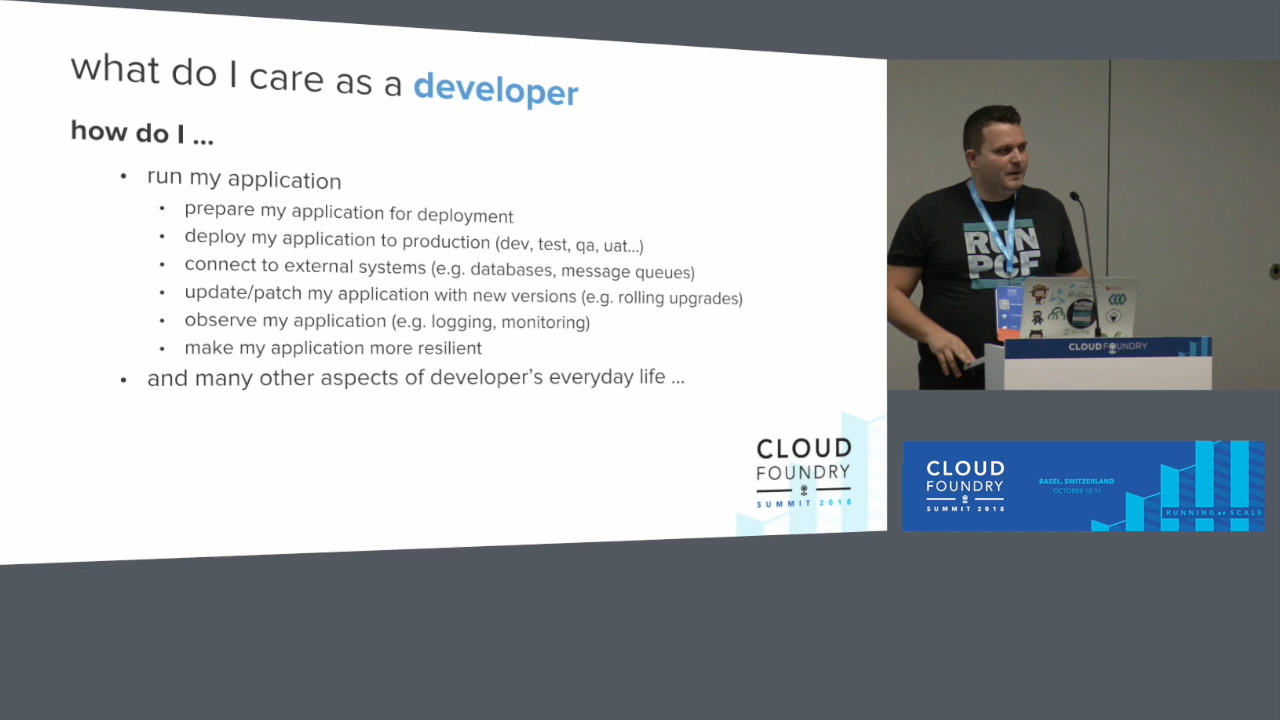 what do I care as a developer
how do I ...
• run my application
• prepare my application for deployment
• deploy my application to production (dev, test, qa, uat...)
• connect to external systems (e.g. databases, message queues)
• update/patch my application with new versions (e.g. rolling upgrades)
• observe my application (e.g. logging, monitoring)
• make my application more resilient
• and many other aspects of developer's everyday life ...
CLOUD
FOUNDRY
SUMMIT 2018
RUN
PCF
CLOUD FOUNDRY
CLOUD
FOUNDRY
SUMMIT 2018
BASEL, SWITZERLAND
OCTOBER 10-11
RUNNING AT SCALE